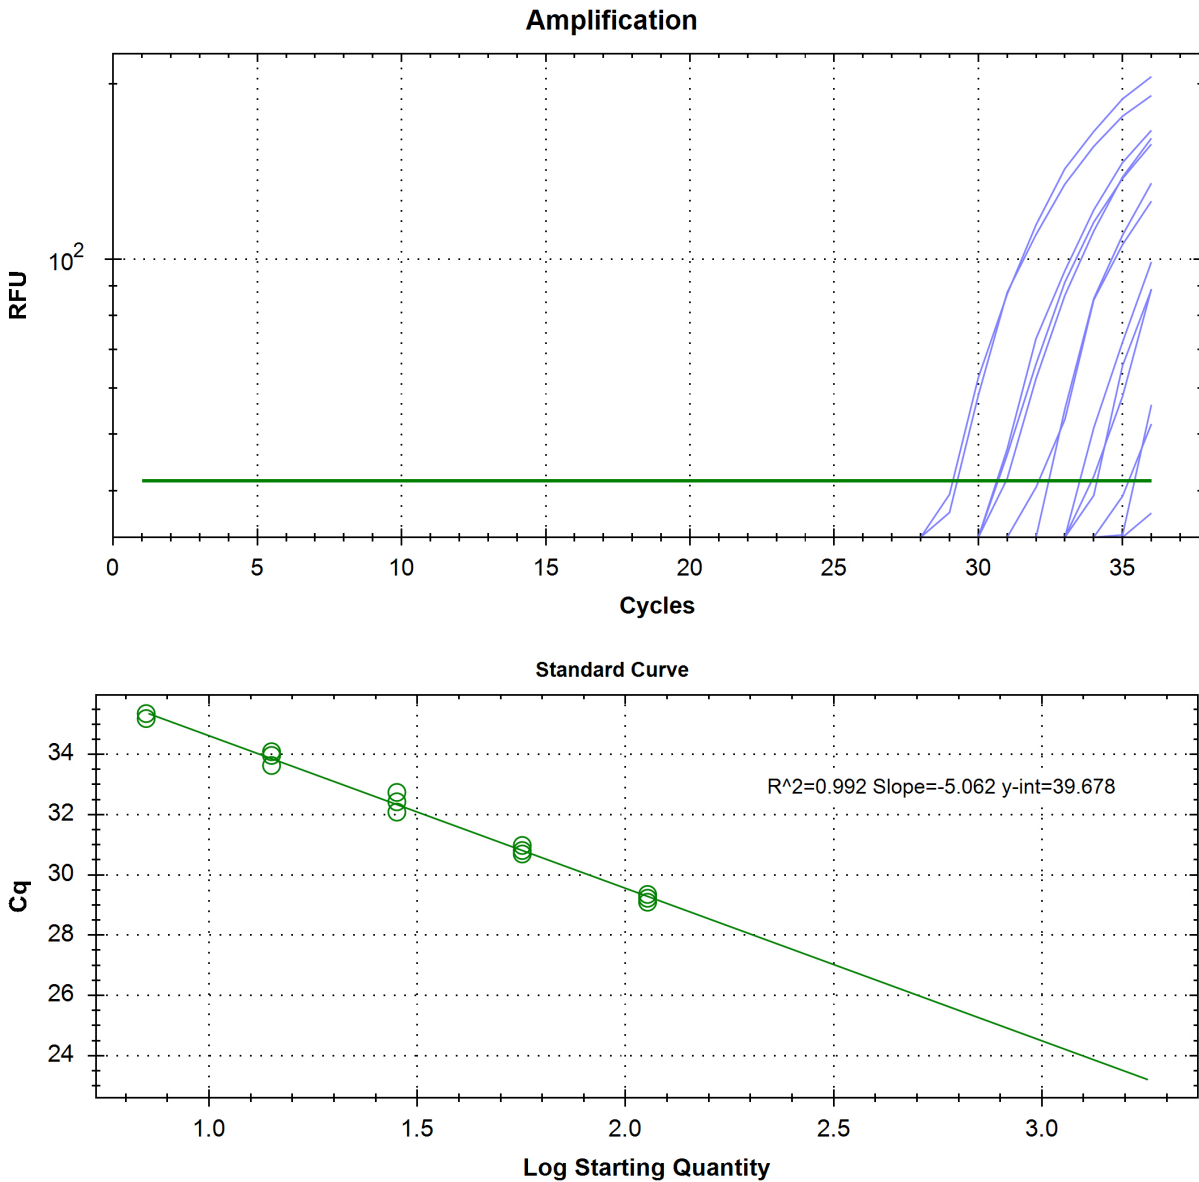 Amplification
RFU
10^2
0 5 10 15 20 25 30 35
Cycles
Standard Curve
Cq
34
R^2=0.992 Slope=-5.062 y-int=39.678
32
30
28
26
24
1.0 1.5 2.0 2.5 3.0
Log Starting Quantity